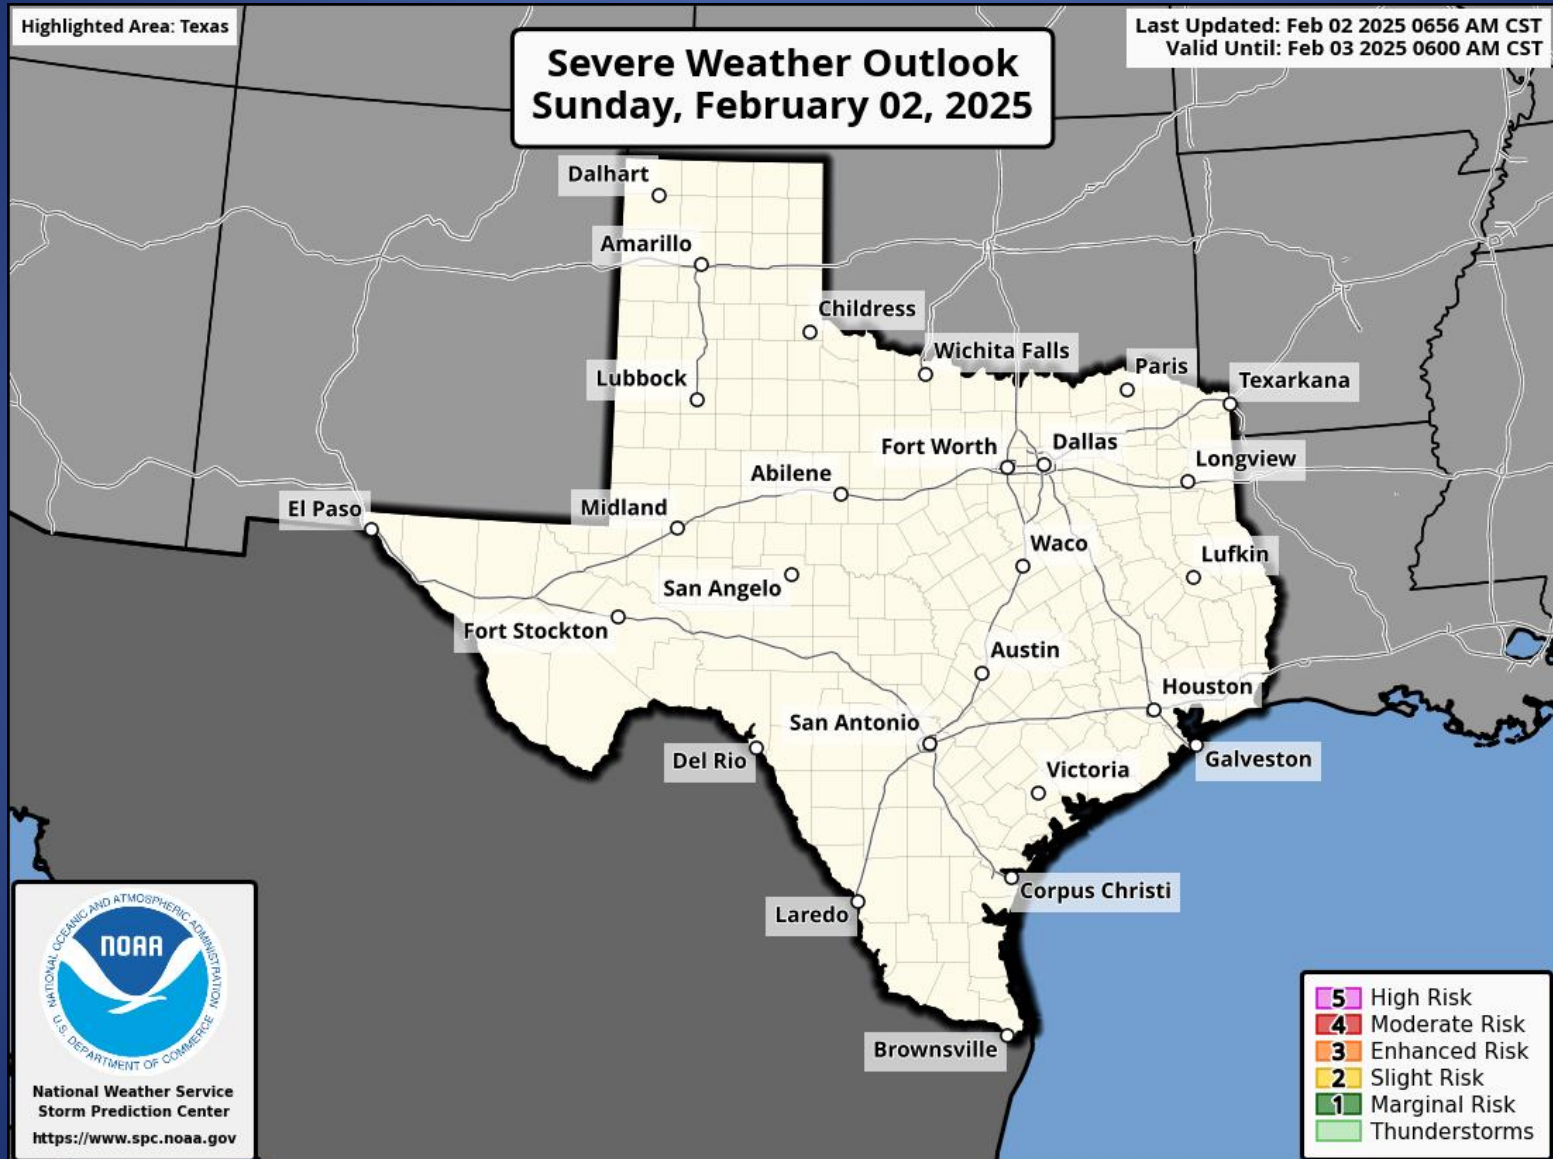 Highlighted Area: Texas
Severe Weather Outlook
Sunday, February 02, 2025
Last Updated: Feb 02 2025 0656 AM CST
Valid Until: Feb 03 2025 0600 AM CST
Dalhart
Amarillo
Childress
Wichita Falls
Paris
Lubbock
Texarkana
Fort Worth
Dallas
Longview
Abilene
El Paso
Midland
Waco
Lufkin
San Angelo
Fort Stockton
Austin
Houston
San Antonio
Del Rio
Galveston
Victoria
Corpus Christi
Laredo
Brownsville
NATIONAL OCEANIC AND ATMOSPHERIC ADMINISTRATION
NOAA
U.S. DEPARTMENT OF COMMERCE
National Weather Service
Storm Prediction Center
https://www.spc.noaa.gov
5 High Risk
4 Moderate Risk
3 Enhanced Risk
2 Slight Risk
1 Marginal Risk
Thunderstorms